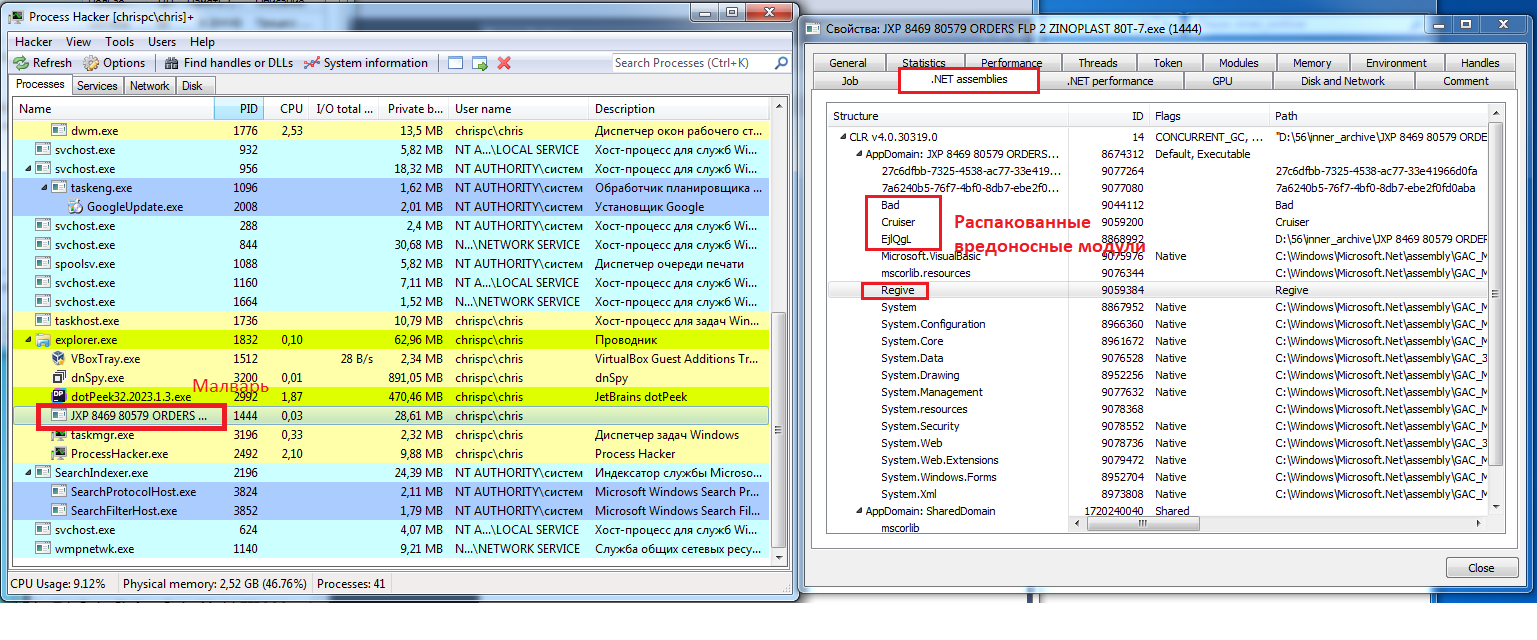 Process Hacker [chrispc\chris]+
Hacker View Tools Users Help
Refresh Options Find handles or DLLs System information Search Processes (Ctrl+K)
Processes Services Network Disk
Name PID CPU I/O total ... Private b... User name Description
dwm.exe 1776 2,53 13,5 MB chrispc\chris Диспетчер окон рабочего ст...
svchost.exe 932 5,82 MB NT A...\LOCAL SERVICE Хост-процесс для служб Wi...
svchost.exe 956 18,32 MB NT AUTHORITY\систем Хост-процесс для служб Wi...
taskeng.exe 1096 1,62 MB NT AUTHORITY\систем Обработчик планировщика ...
GoogleUpdate.exe 2008 2,01 MB NT AUTHORITY\систем Установщик Google
svchost.exe 288 2,4 MB NT AUTHORITY\систем Хост-процесс для служб Wi...
svchost.exe 844 30,68 MB N...\NETWORK SERVICE Хост-процесс для служб Wi...
spoolsv.exe 1088 5,82 MB NT AUTHORITY\систем Диспетчер очереди печати
svchost.exe 1160 7,11 MB NT A...\LOCAL SERVICE Хост-процесс для служб Wi...
svchost.exe 1664 1,52 MB N...\NETWORK SERVICE Хост-процесс для служб Wi...
taskhost.exe 1736 10,79 MB chrispc\chris Хост-процесс для задач Win...
explorer.exe 1832 0,10 62,96 MB chrispc\chris Проводник
VBoxTray.exe 1512 28 B/s 2,34 MB chrispc\chris VirtualBox Guest Additions Tr...
dnSpy.exe 3200 0,01 891,05 MB chrispc\chris dnSpy
Малварь
dotPeek32.2023.1.3.exe 2992 1,87 470,46 MB chrispc\chris JetBrains dotPeek
JXP 8469 80579 ORDERS ... 1444 0,03 28,61 MB chrispc\chris
taskmgr.exe 3196 0,33 2,32 MB chrispc\chris Диспетчер задач Windows
ProcessHacker.exe 2492 2,10 9,88 MB chrispc\chris Process Hacker
SearchIndexer.exe 2196 24,39 MB NT AUTHORITY\систем Индексатор службы Micros...
SearchProtocolHost.exe 3824 2,11 MB NT AUTHORITY\систем Microsoft Windows Search Pr...
SearchFilterHost.exe 3852 1,79 MB NT AUTHORITY\систем Microsoft Windows Search Fil...
svchost.exe 624 4,07 MB NT A...\LOCAL SERVICE Хост-процесс для служб Wi...
wmpnetwk.exe 1140 9,21 MB N...\NETWORK SERVICE Служба общих сетевых ресу...
CPU Usage: 9.12% Physical memory: 2,52 GB (46.76%) Processes: 41
Свойства: JXP 8469 80579 ORDERS FLP 2 ZINOPLAST 80T-7.exe (1444)
General Statistics Performance Threads Token Modules Memory Environment Handles
Job .NET assemblies .NET performance GPU Disk and Network Comment
Structure ID Flags Path
CLR v4.0.30319.0 14 CONCURRENT_GC, ... "D:\56\inner_archive\JXP 8469 80579 ORDE
AppDomain: JXP 8469 80579 ORDERS... 8674312 Default, Executable
27c6dfbb-7325-4538-ac77-33e419... 9077264 27c6dfbb-7325-4538-ac77-33e41966d0fa
7a6240b5-76f7-4bf0-8db7-ebe2f0... 9077080 7a6240b5-76f7-4bf0-8db7-ebe2f0fd0aba
Bad 9044112 Bad
Cruiser 9059200 Cruiser
EjlQgL 8868992 D:\56\inner_archive\JXP 8469 80579 ORDER
Распакованные
вредоносные модули
Microsoft.VisualBasic 9075976 Native C:\Windows\Microsoft.Net\assembly\GAC_M
mscorlib.resources 9076344 C:\Windows\Microsoft.Net\assembly\GAC_M
Regive 9059384 Regive
System 8867952 Native C:\Windows\Microsoft.Net\assembly\GAC_M
System.Configuration 8966360 Native C:\Windows\Microsoft.Net\assembly\GAC_M
System.Core 8961672 Native C:\Windows\Microsoft.Net\assembly\GAC_M
System.Data 9076528 Native C:\Windows\Microsoft.Net\assembly\GAC_3
System.Drawing 8952256 Native C:\Windows\Microsoft.Net\assembly\GAC_M
System.Management 9077632 Native C:\Windows\Microsoft.Net\assembly\GAC_M
System.resources 9078368 C:\Windows\Microsoft.Net\assembly\GAC_M
System.Security 9078552 Native C:\Windows\Microsoft.Net\assembly\GAC_M
System.Web 9078736 Native C:\Windows\Microsoft.Net\assembly\GAC_3
System.Web.Extensions 9079472 Native C:\Windows\Microsoft.Net\assembly\GAC_M
System.Windows.Forms 8952704 Native C:\Windows\Microsoft.Net\assembly\GAC_M
System.Xml 8973808 Native C:\Windows\Microsoft.Net\assembly\GAC_M
AppDomain: SharedDomain 1720240040 Shared
mscorlib
Close